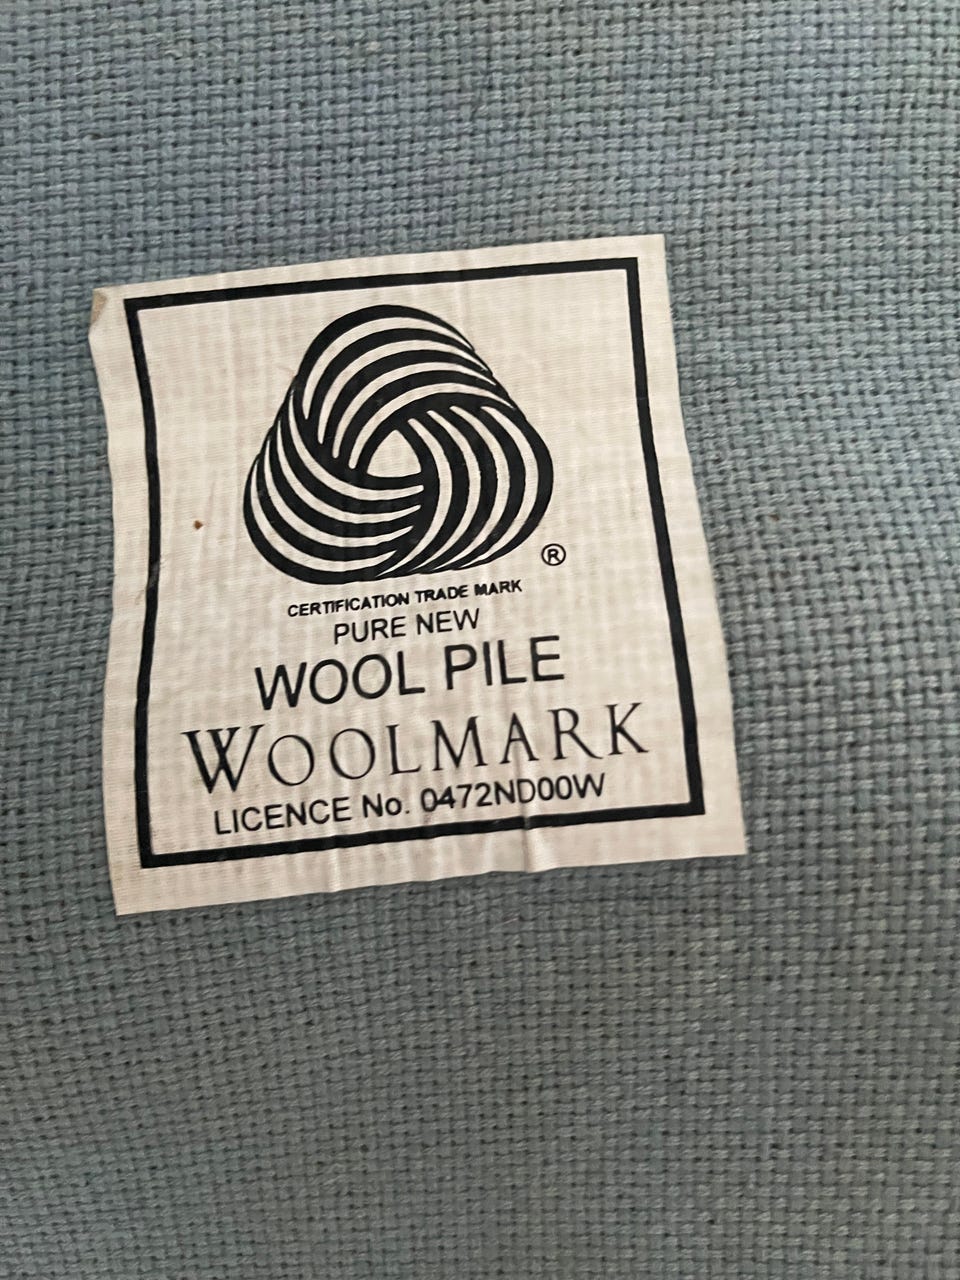 ®
CERTIFICATION TRADE MARK
PURE NEW
WOOL PILE
WOOLMARK
LICENCE No. 0472ND00W